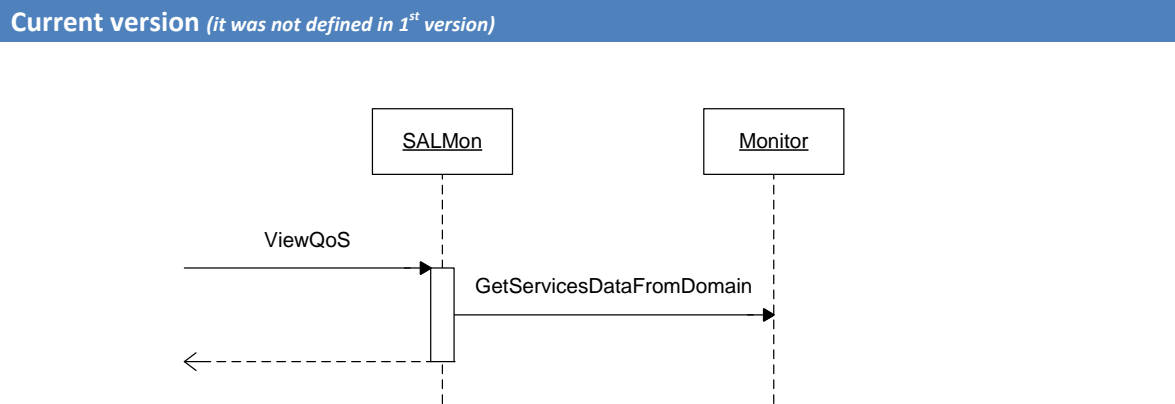 Current version (it was not defined in 1st version)
SALMon
Monitor
ViewQoS
GetServicesDataFromDomain